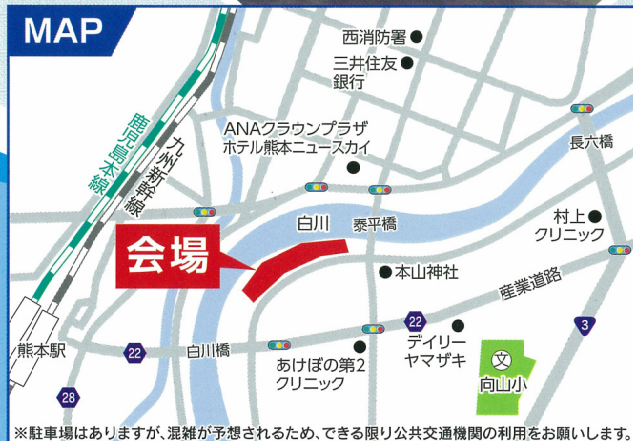 MAP
西消防署
三井住友
銀行
ANAクラウンプラザ
ホテル熊本ニュースカイ
鹿児島本線
九州新幹線
長六橋
白川
泰平橋
村上
クリニック
会場
本山神社
産業道路
22
3
デイリー
ヤマザキ
熊本駅
22
白川橋
あけぼの第2
クリニック
文
向山小
28
※駐車場はありますが、混雑が予想されるため、できる限り公共交通機関の利用をお願いします。